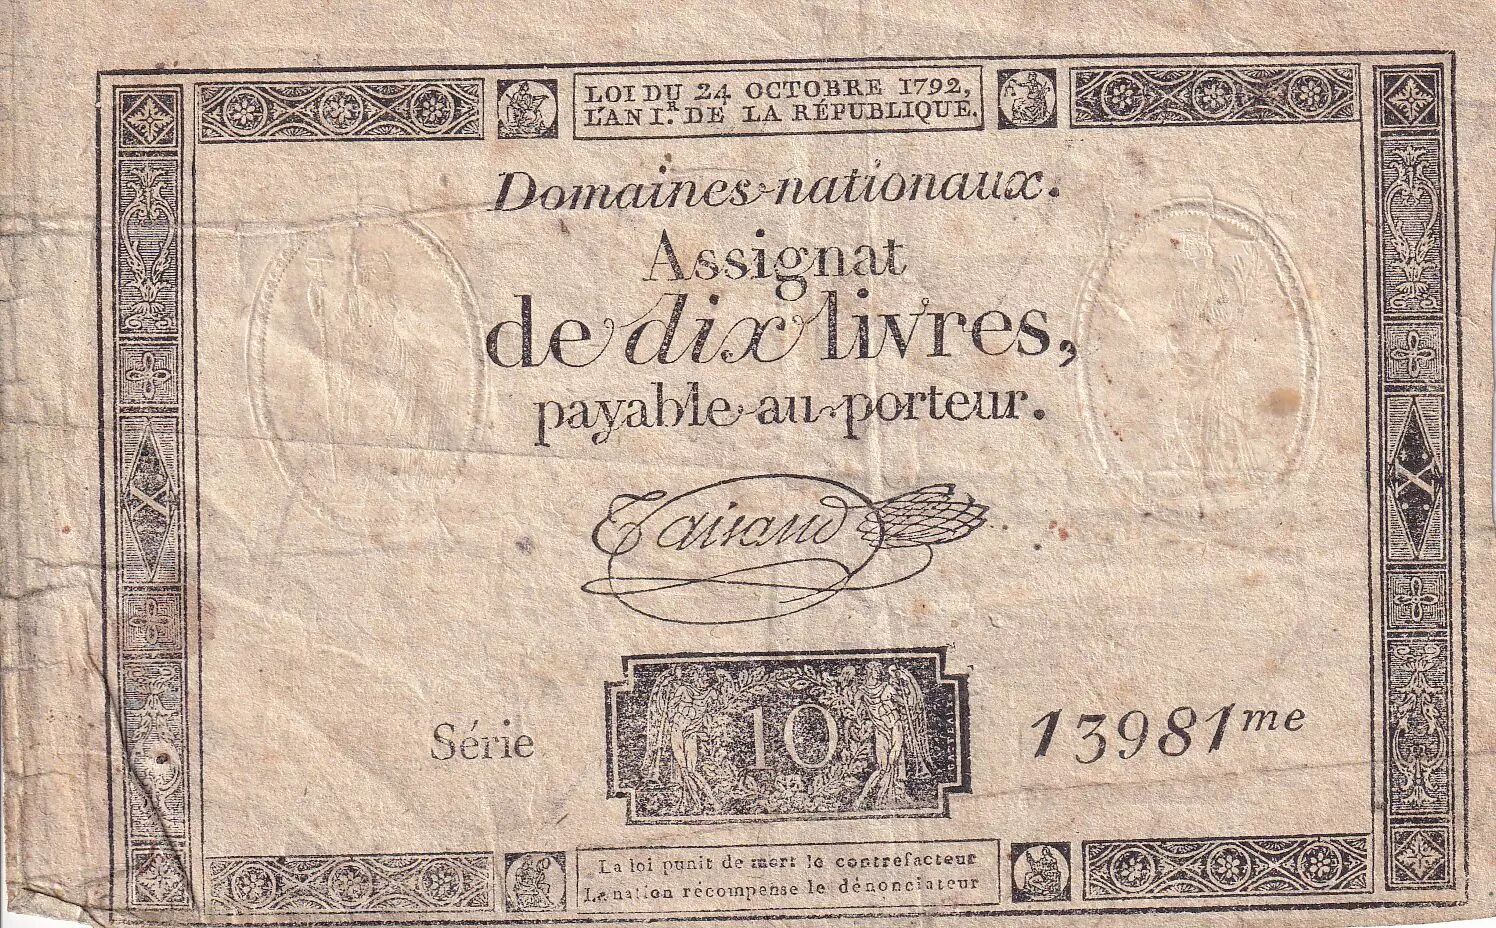 LOI DU 24 OCTOBRE 1792,
L'AN I.ᴿ DE LA RÉPUBLIQUE.
Domaines nationaux.
Assignat
de dix livres,
payable au porteur.
Taisaud
X
X
10
Série
13981me
La loi punit de mort le contrefacteur
La nation récompense le dénonciateur